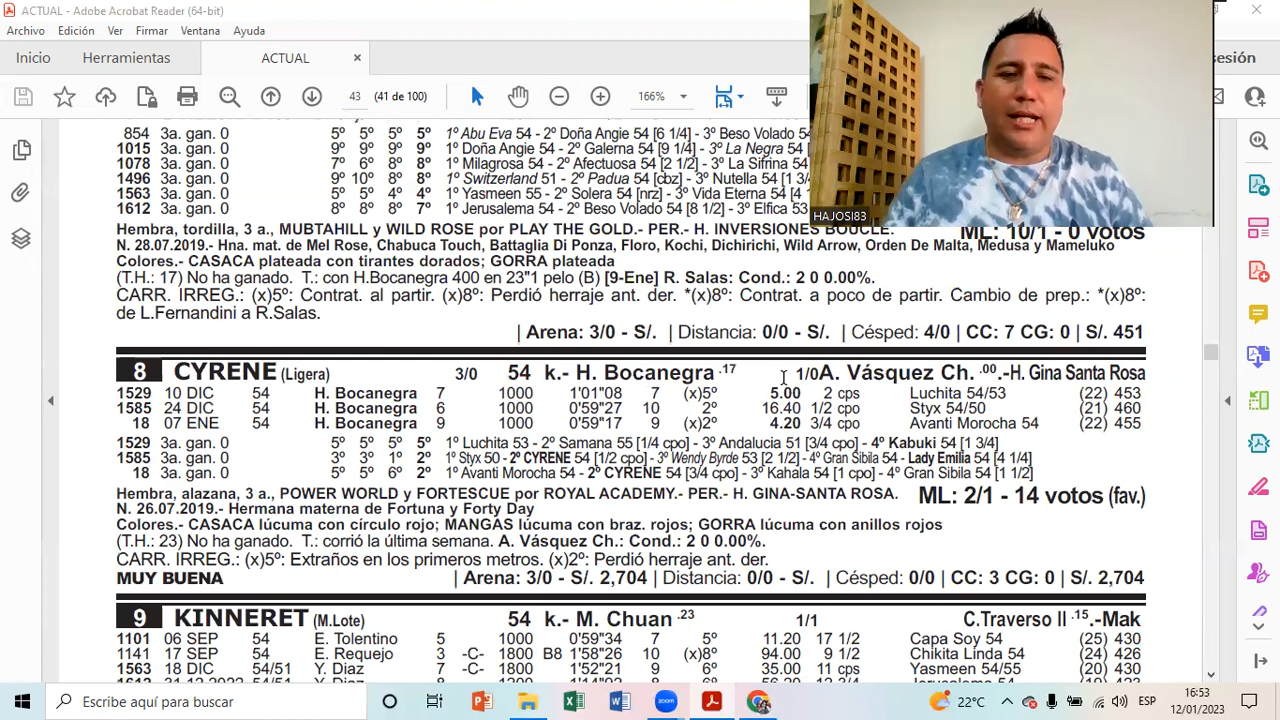 ACTUAL - Adobe Acrobat Reader (64-bit)
Archivo Edición Ver Firmar Ventana Ayuda
Inicio Herramientas ACTUAL × sesión
43 (41 de 100) 166%
854 3a. gan. 0 5º 5º 5º 5º 1º Abu Eva 54 - 2º Doña Angie 54 [6 1/4] - 3º Beso Volado
1015 3a. gan. 0 9º 9º 9º 9º 1º Doña Angie 54 - 2º Galerna 54 [9 1/4] - 3º La Negra
1078 3a. gan. 0 7º 6º 8º 8º 1º Milagrosa 54 - 2º Afectuosa 54 [2 1/2] - 3º La Sifrina
1496 3a. gan. 0 9º 10º 8º 8º 1º Switzerland 51 - 2º Padua 54 [cbz] - 3º Nutella 54 [1 3/4
1563 3a. gan. 0 5º 5º 4º 4º 1º Yasmeen 55 - 2º Solera 54 [nrz] - 3º Vida Eterna 54 [4
1612 3a. gan. 0 8º 8º 8º 7º 1º Jerusalema 54 - 2º Beso Volado 54 [8 1/2] - 3º Elfica 53
HAJOSI83
Hembra, tordilla, 3 a., MUBTAHILL y WILD ROSE por PLAY THE GOLD.- PER.- H. INVERSIONES BOUCLE. ML: 10/1 - 0 votos
N. 28.07.2019.- Hna. mat. de Mel Rose, Chabuca Touch, Battaglia Di Ponza, Floro, Kochi, Dichirichi, Wild Arrow, Orden De Malta, Medusa y Mameluko
Colores.- CASACA plateada con tirantes dorados; GORRA plateada
(T.H.: 17) No ha ganado. T.: con H.Bocanegra 400 en 23"1 pelo (B) [9-Ene] R. Salas: Cond.: 2 0 0.00%.
CARR. IRREG.: (x)5º: Contrat. al partir. (x)8º: Perdió herraje ant. der. *(x)8º: Contrat. a poco de partir. Cambio de prep.: *(x)8º:
de L.Fernandini a R.Salas.
| Arena: 3/0 - S/. | Distancia: 0/0 - S/. | Césped: 4/0 | CC: 7 CG: 0 | S/. 451
8 CYRENE (Ligera) 3/0 54 k.- H. Bocanegra .17 1/0 A. Vásquez Ch. .00.-H. Gina Santa Rosa
1529 10 DIC 54 H. Bocanegra 7 1000 1'01"08 7 (x)5º 5.00 2 cps Luchita 54/53 (22) 453
1585 24 DIC 54 H. Bocanegra 6 1000 0'59"27 10 2º 16.40 1/2 cpo Styx 54/50 (21) 460
18 07 ENE 54 H. Bocanegra 9 1000 0'59"17 9 (x)2º 4.20 3/4 cpo Avanti Morocha 54 (22) 455
1529 3a. gan. 0 5º 5º 5º 5º 1º Luchita 53 - 2º Samana 55 [1/4 cpo] - 3º Andalucia 51 [3/4 cpo] - 4º Kabuki 54 [1 3/4]
1585 3a. gan. 0 3º 3º 1º 2º 1º Styx 50 - 2º CYRENE 54 [1/2 cpo] - 3º Wendy Byrde 53 [2 1/2] - 4º Gran Sibila 54 - Lady Emilia 54 [4 1/4]
18 3a. gan. 0 5º 5º 6º 2º 1º Avanti Morocha 54 - 2º CYRENE 54 [3/4 cpo] - 3º Kahala 54 [1 cpo] - 4º Gran Sibila 54 [1 1/2]
Hembra, alazana, 3 a., POWER WORLD y FORTESCUE por ROYAL ACADEMY.- PER.- H. GINA-SANTA ROSA. ML: 2/1 - 14 votos (fav.)
N. 26.07.2019.- Hermana materna de Fortuna y Forty Day
Colores.- CASACA lúcuma con círculo rojo; MANGAS lúcuma con braz. rojos; GORRA lúcuma con anillos rojos
(T.H.: 23) No ha ganado. T.: corrió la última semana. A. Vásquez Ch.: Cond.: 2 0 0.00%.
CARR. IRREG.: (x)5º: Extraños en los primeros metros. (x)2º: Perdió herraje ant. der.
MUY BUENA | Arena: 3/0 - S/. 2,704 | Distancia: 0/0 - S/. | Césped: 0/0 | CC: 3 CG: 0 | S/. 2,704
9 KINNERET (M.Lote) 54 k.- M. Chuan .23 1/1 C.Traverso II .15.-Mak
1101 06 SEP 54 E. Tolentino 5 1000 0'59"34 7 5º 11.20 17 1/2 Capa Soy 54 (25) 430
1141 17 SEP 54 E. Requejo 3 -C- 1800 B8 1'58"26 10 (x)8º 94.00 9 1/2 Chikita Linda 54 (24) 426
1563 18 DIC 54/51 Y. Diaz 7 -C- 1800 1'52"21 9 6º 35.00 11 cps Yasmeen 54/55 (20) 430
Escribe aquí para buscar 22°C ESP 16:53
12/01/2023